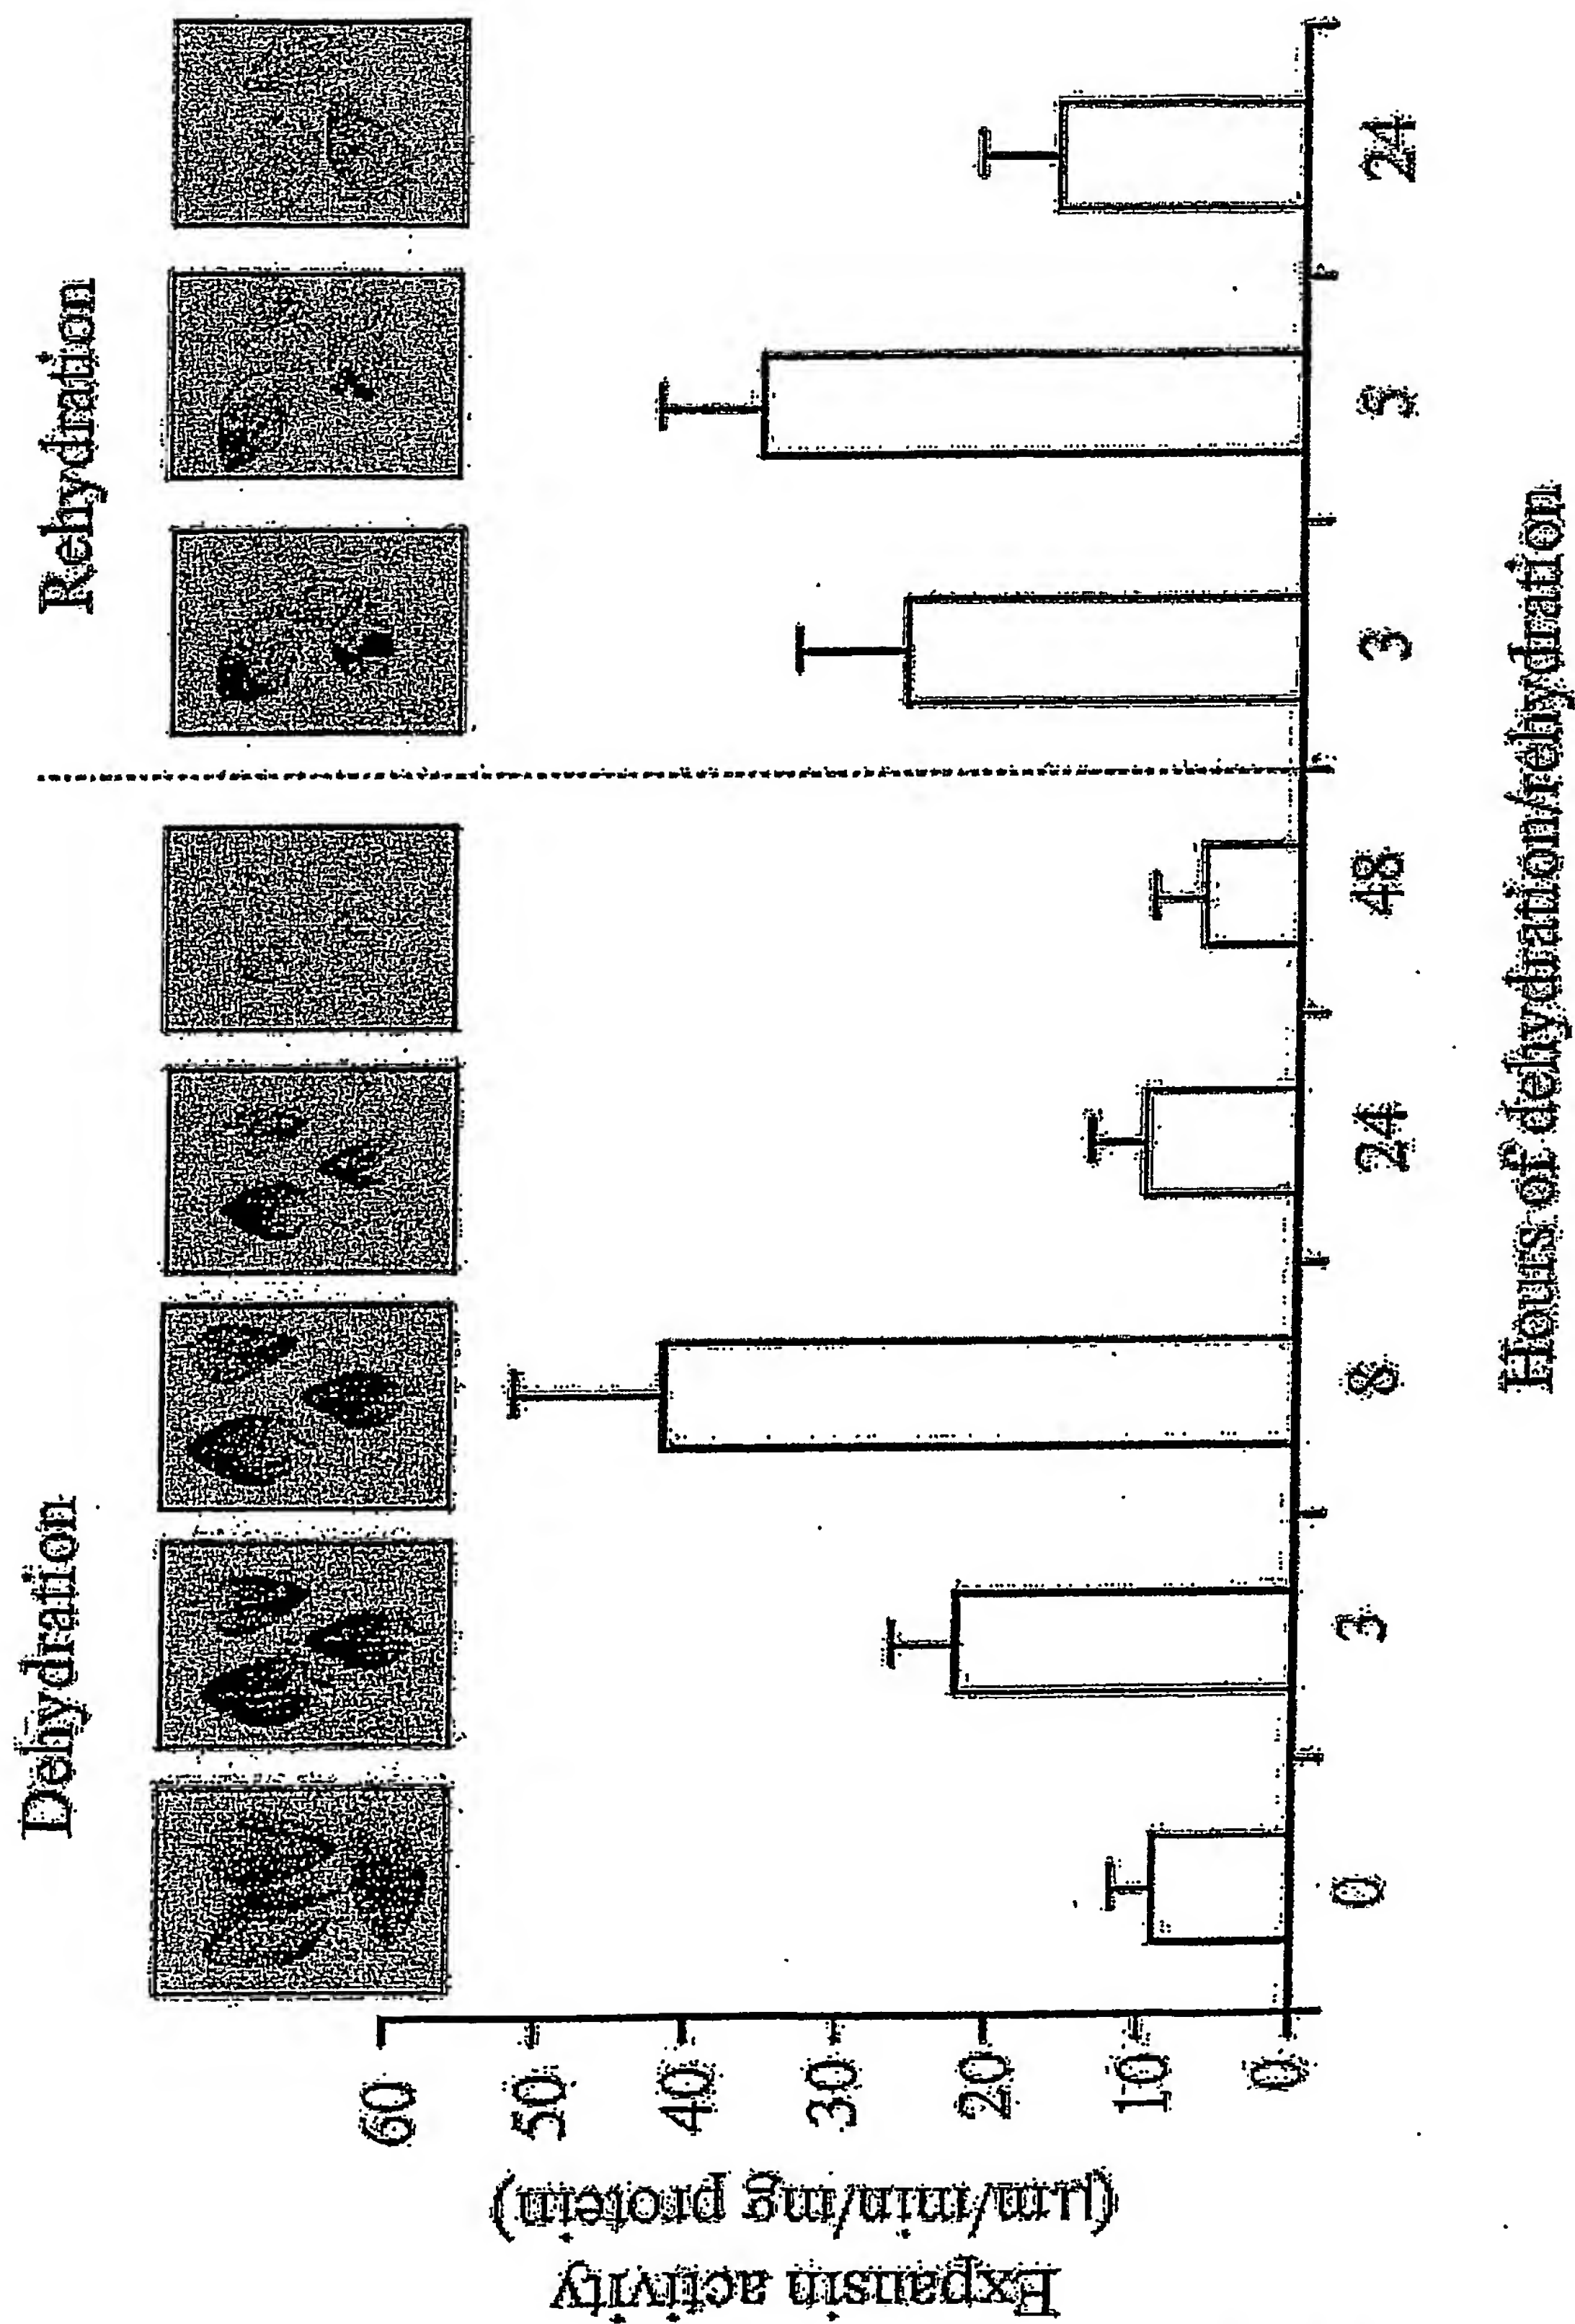 Dehydration
Rehydration
Expansin activity
(µm/min/mg protein)
60
50
40
30
20
10
0
0
3
8
24
48
3
24
Hours of dehydration/rehydration